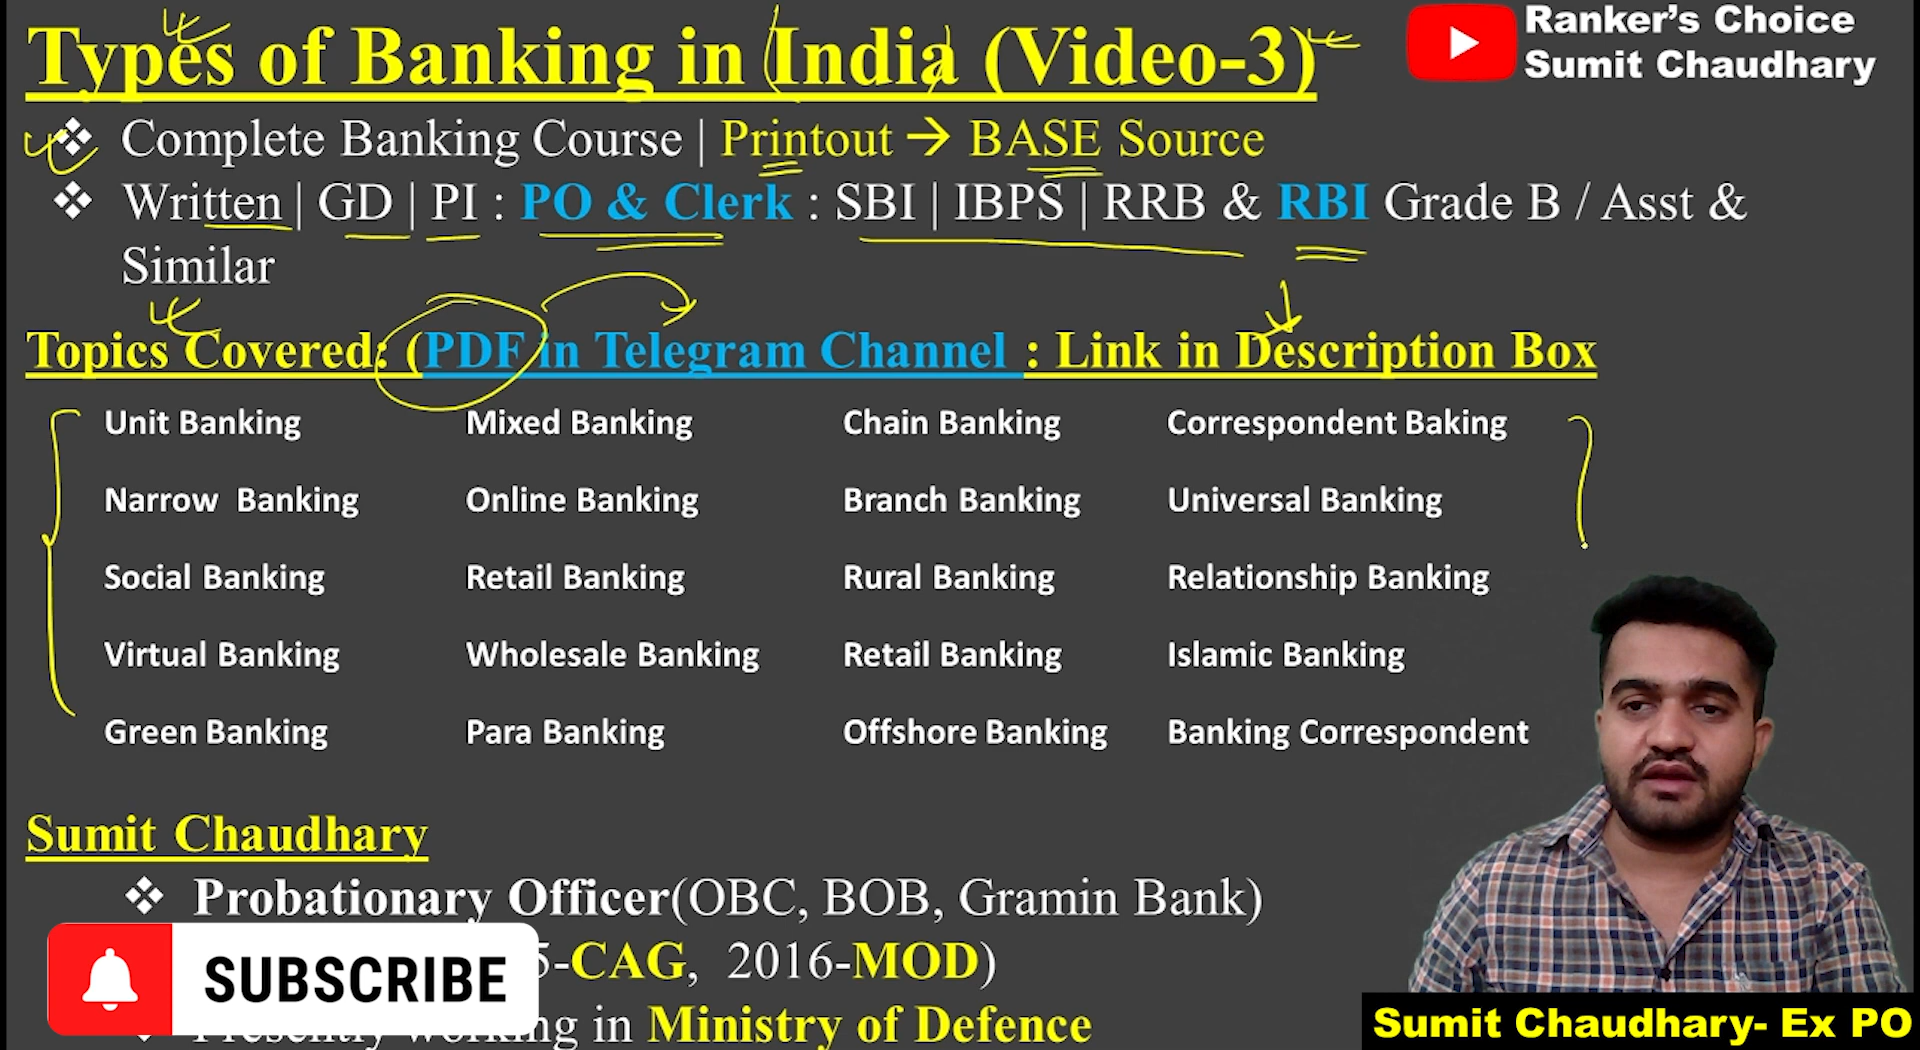 Types of Banking in India (Video-3)
Ranker's Choice
Sumit Chaudhary
Complete Banking Course | Printout → BASE Source
Written | GD | PI : PO & Clerk : SBI | IBPS | RRB & RBI Grade B / Asst &
Similar
Topics Covered: (PDF in Telegram Channel : Link in Description Box
Unit Banking Mixed Banking Chain Banking Correspondent Baking
Narrow Banking Online Banking Branch Banking Universal Banking
Social Banking Retail Banking Rural Banking Relationship Banking
Virtual Banking Wholesale Banking Retail Banking Islamic Banking
Green Banking Para Banking Offshore Banking Banking Correspondent
Sumit Chaudhary
Probationary Officer(OBC, BOB, Gramin Bank)
5-CAG, 2016-MOD)
SUBSCRIBE
in Ministry of Defence
Sumit Chaudhary- Ex PO